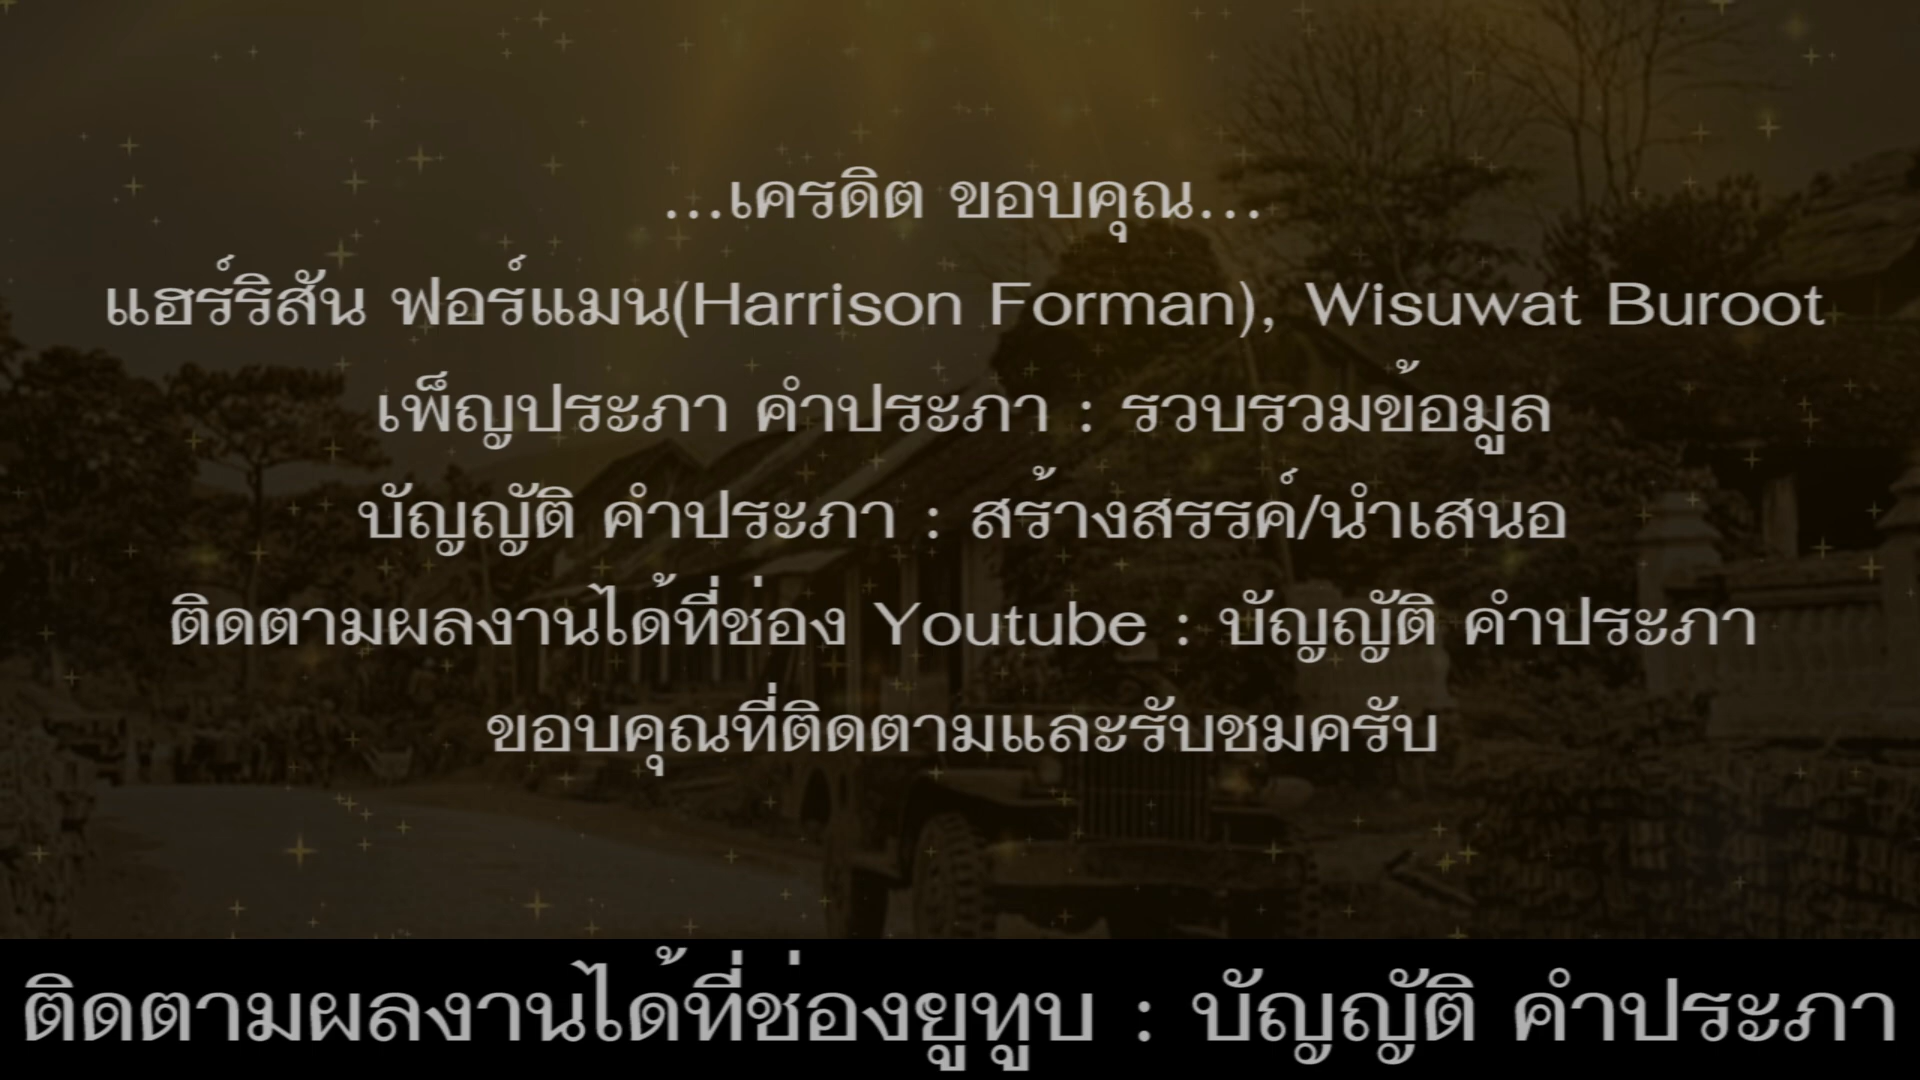 ...เครดิต ขอบคุณ...
แฮร์ริสัน ฟอร์แมน(Harrison Forman), Wisuwat Buroot
เพ็ญประภา คำประภา : รวบรวมข้อมูล
บัญญัติ คำประภา : สร้างสรรค์/นำเสนอ
ติดตามผลงานได้ที่ช่อง Youtube : บัญญัติ คำประภา
ขอบคุณที่ติดตามและรับชมครับ
ติดตามผลงานได้ที่ช่องยูทูบ : บัญญัติ คำประภา